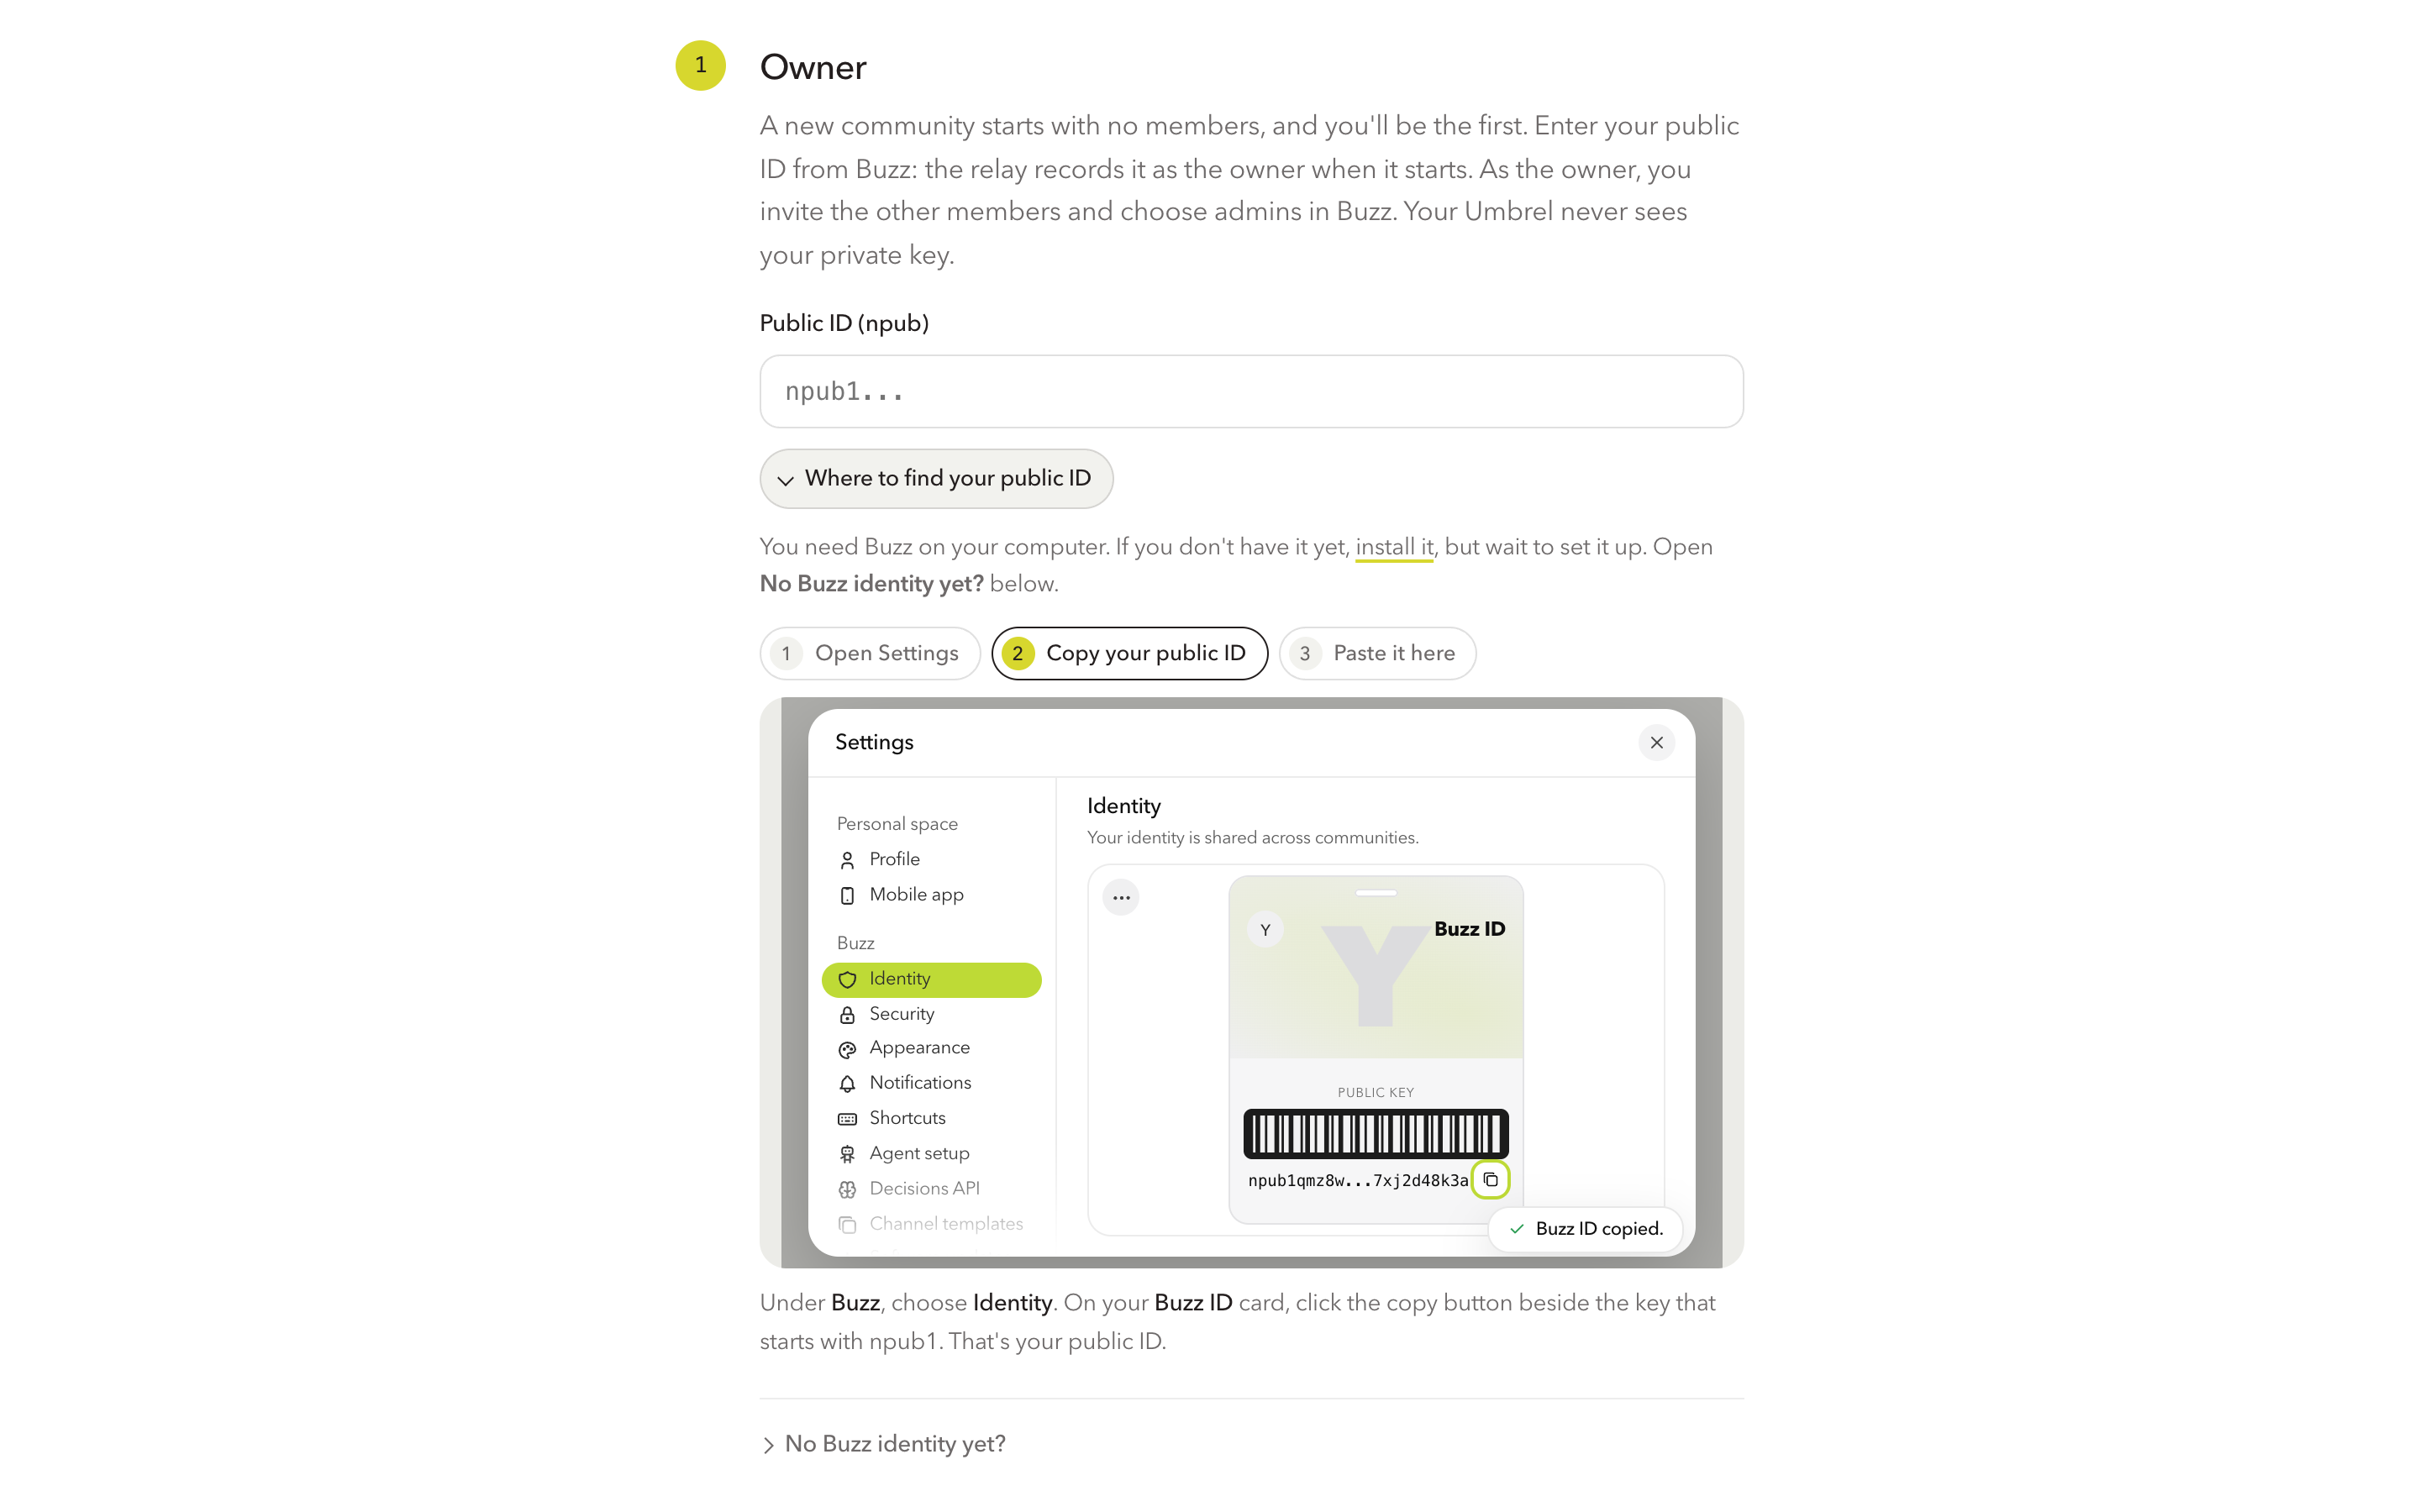 1
Owner
A new community starts with no members, and you'll be the first. Enter your public
ID from Buzz: the relay records it as the owner when it starts. As the owner, you
invite the other members and choose admins in Buzz. Your Umbrel never sees
your private key.
Public ID (npub)
npub1...
Where to find your public ID
You need Buzz on your computer. If you don't have it yet, install it, but wait to set it up. Open
No Buzz identity yet? below.
1 Open Settings
2 Copy your public ID
3 Paste it here
Settings
Personal space
Profile
Mobile app
Buzz
Identity
Security
Appearance
Notifications
Shortcuts
Agent setup
Decisions API
Channel templates
Identity
Your identity is shared across communities.
Y
Y
Buzz ID
PUBLIC KEY
npub1qmz8w...7xj2d48k3a
Buzz ID copied.
Under Buzz, choose Identity. On your Buzz ID card, click the copy button beside the key that
starts with npub1. That's your public ID.
No Buzz identity yet?